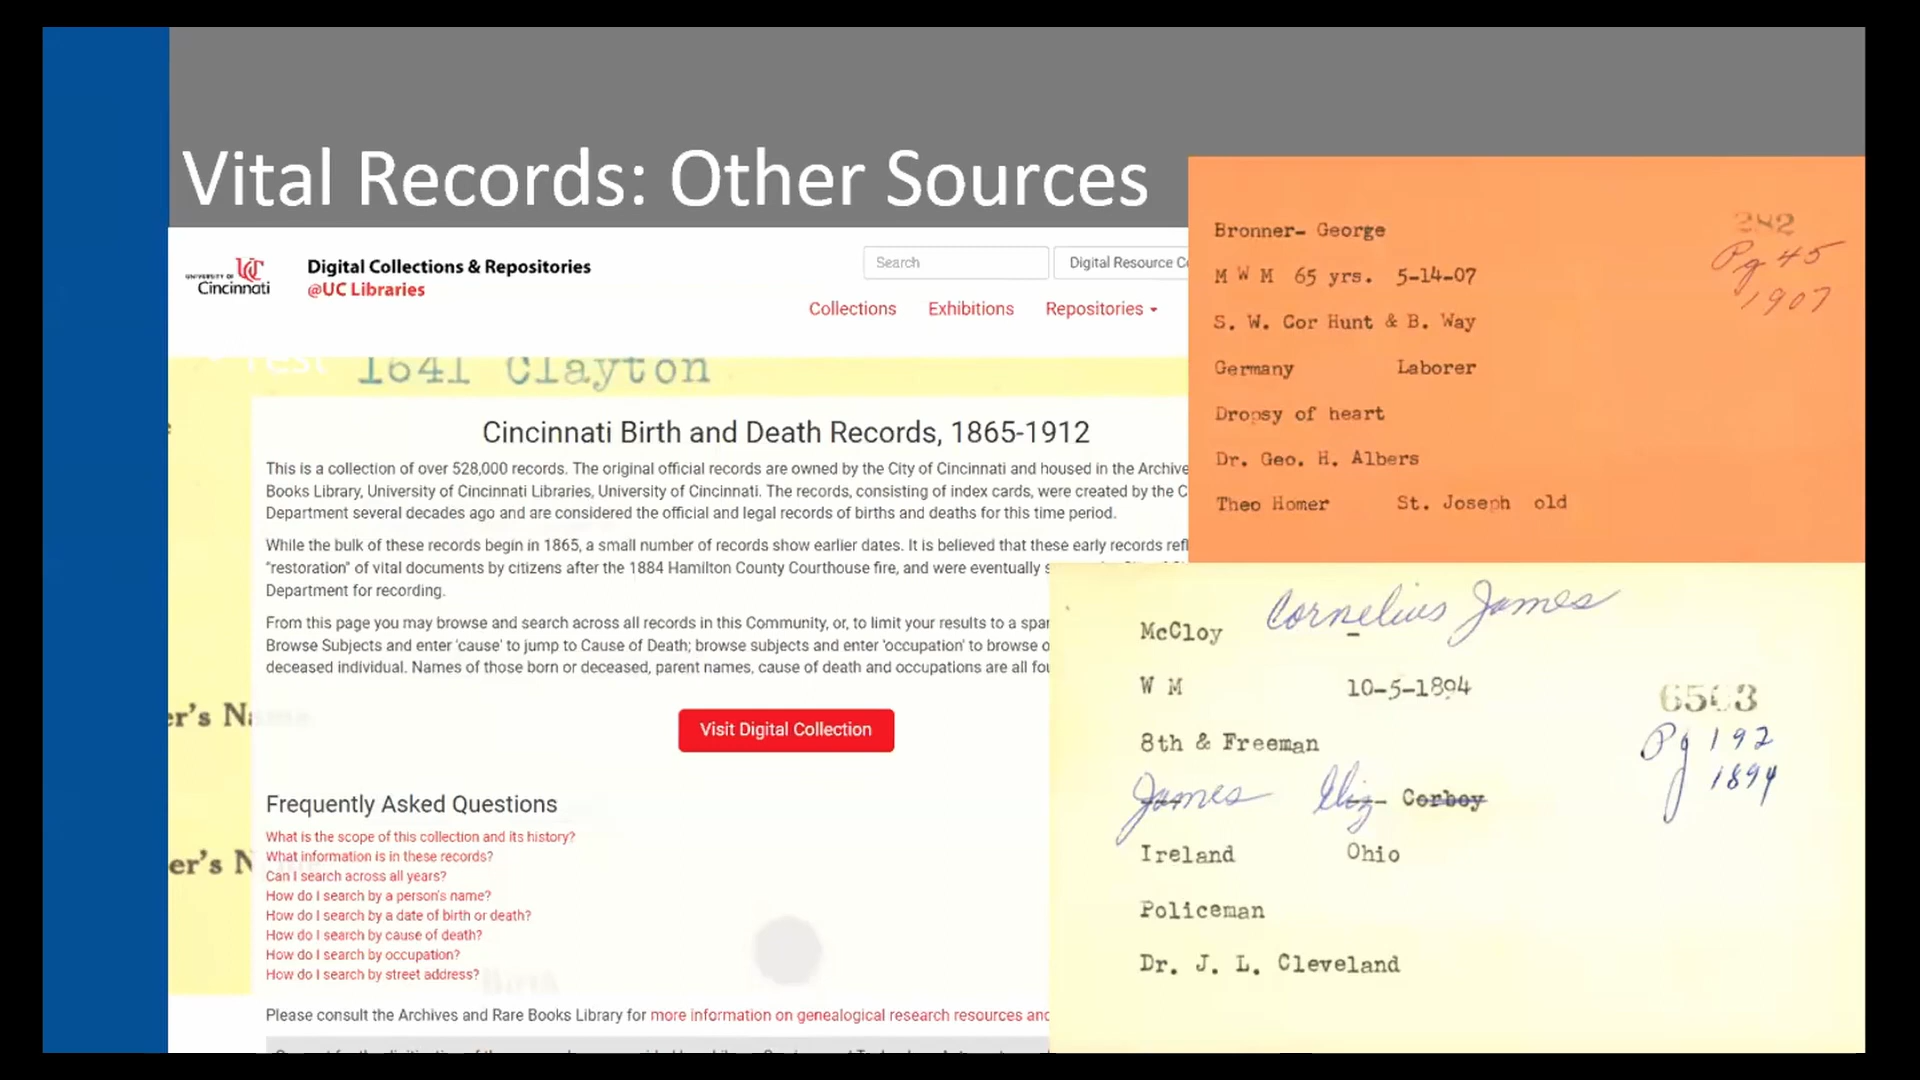 Vital Records: Other Sources
UNIVERSITY OF
Cincinnati
Digital Collections & Repositories
@UC Libraries
Search
Digital Resource Co
Collections
Exhibitions
Repositories
Test
1641 Clayton
Cincinnati Birth and Death Records, 1865-1912
This is a collection of over 528,000 records. The original official records are owned by the City of Cincinnati and housed in the Archive
Books Library, University of Cincinnati Libraries, University of Cincinnati. The records, consisting of index cards, were created by the C
Department several decades ago and are considered the official and legal records of births and deaths for this time period.
While the bulk of these records begin in 1865, a small number of records show earlier dates. It is believed that these early records refl
"restoration" of vital documents by citizens after the 1884 Hamilton County Courthouse fire, and were eventually
Department for recording.
From this page you may browse and search across all records in this Community, or, to limit your results to a spa
Browse Subjects and enter 'cause' to jump to Cause of Death; browse subjects and enter 'occupation' to browse o
deceased individual. Names of those born or deceased, parent names, cause of death and occupations are all fou
er's Name
Visit Digital Collection
Frequently Asked Questions
What is the scope of this collection and its history?
What information is in these records?
er's N
Can I search across all years?
How do I search by a person's name?
How do I search by a date of birth or death?
How do I search by cause of death?
How do I search by occupation?
How do I search by street address?
Birth
Please consult the Archives and Rare Books Library for more information on genealogical research resources and
Bronner- George
282
Pg 45
1907
M W M 65 yrs. 5-14-07
S. W. Cor Hunt & B. Way
Germany Laborer
Dropsy of heart
Dr. Geo. H. Albers
Theo Homer St. Joseph old
McCloy - Cornelius James
W M 10-5-1894
6503
Pg 192
1894
8th & Freeman
James Eliz- Corboy
Ireland Ohio
Policeman
Dr. J. L. Cleveland